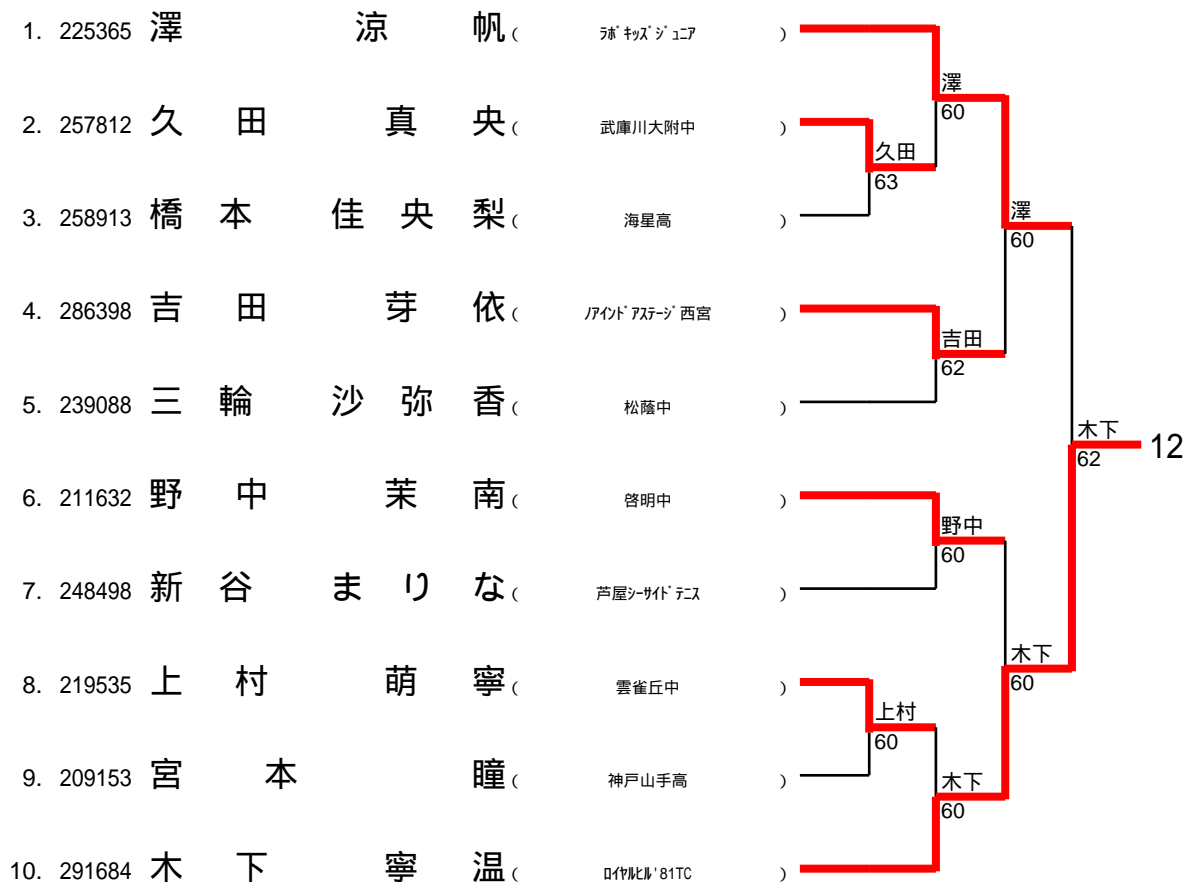 1. 225365 澤 涼 帆 ( ﾗﾎﾞｷｯｽﾞｼﾞｭﾆｱ )
澤
60
2. 257812 久 田 真 央 ( 武庫川大附中 )
久田
63
3. 258913 橋 本 佳 央 梨 ( 海星高 )
澤
60
4. 286398 吉 田 芽 依 ( ﾉｱｲﾝﾄﾞｱｽﾃｰｼﾞ西宮 )
吉田
62
5. 239088 三 輪 沙 弥 香 ( 松蔭中 )
木下 12
62
6. 211632 野 中 茉 南 ( 啓明中 )
野中
60
7. 248498 新 谷 ま り な ( 芦屋ｼｰｻｲﾄﾞﾃﾆｽ )
木下
60
8. 219535 上 村 萌 寧 ( 雲雀丘中 )
上村
60
9. 209153 宮 本 瞳 ( 神戸山手高 )
木下
60
10. 291684 木 下 寧 温 ( ﾛｲﾔﾙﾋﾙ'81TC )